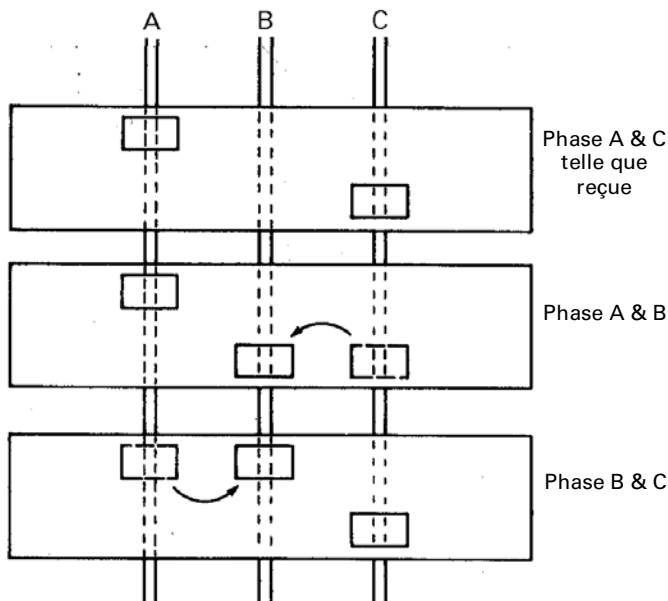 A B C
Phase A & C
telle que
reçue
Phase A & B
Phase B & C